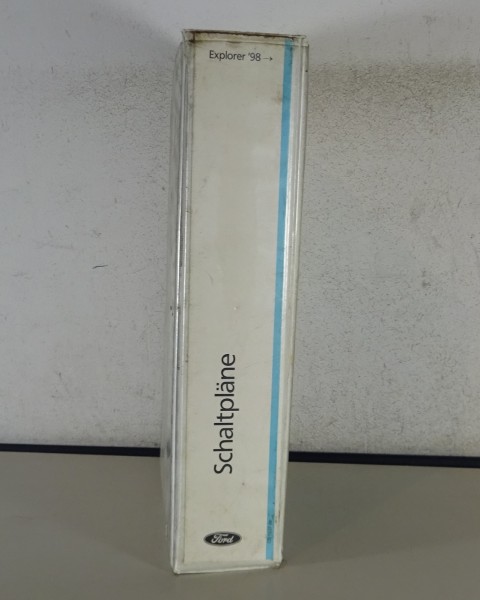 Explorer '98 →
Schaltpläne
Ford